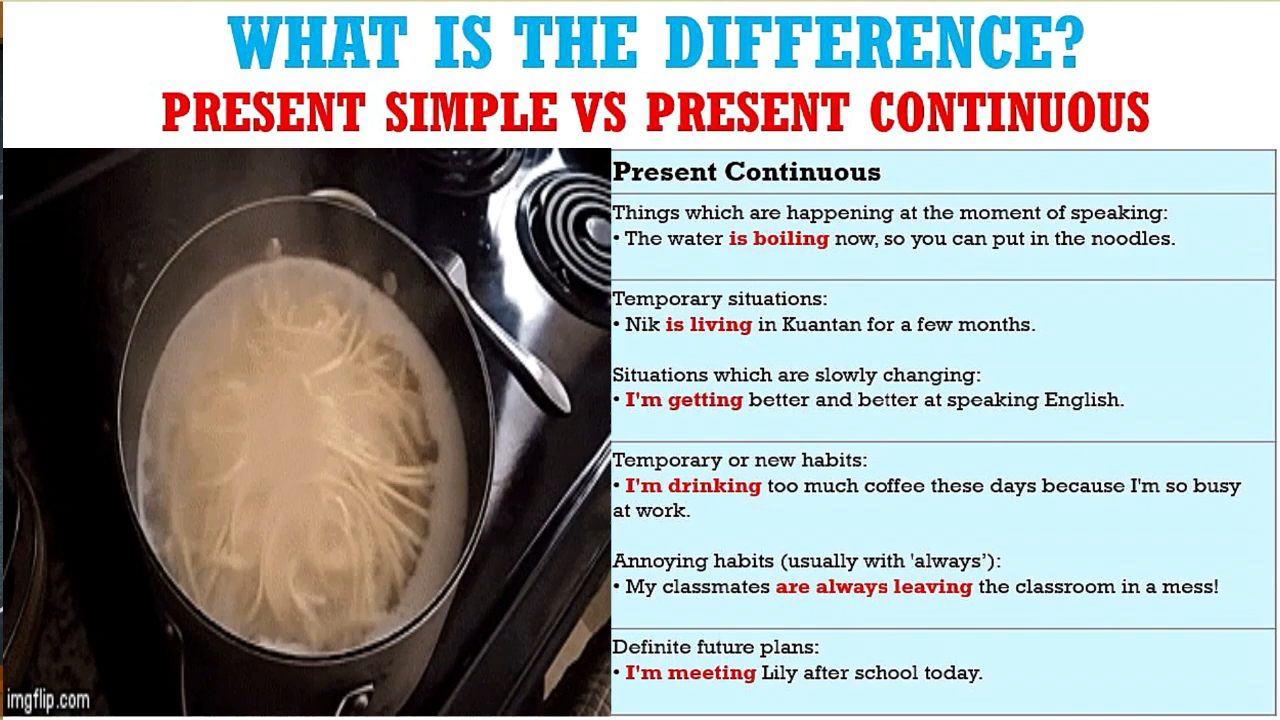 WHAT IS THE DIFFERENCE?
PRESENT SIMPLE VS PRESENT CONTINUOUS
Present Continuous
Things which are happening at the moment of speaking:
• The water is boiling now, so you can put in the noodles.
Temporary situations:
• Nik is living in Kuantan for a few months.
Situations which are slowly changing:
• I'm getting better and better at speaking English.
Temporary or new habits:
• I'm drinking too much coffee these days because I'm so busy
at work.
Annoying habits (usually with 'always’):
• My classmates are always leaving the classroom in a mess!
Definite future plans:
• I'm meeting Lily after school today.
imgflip.com